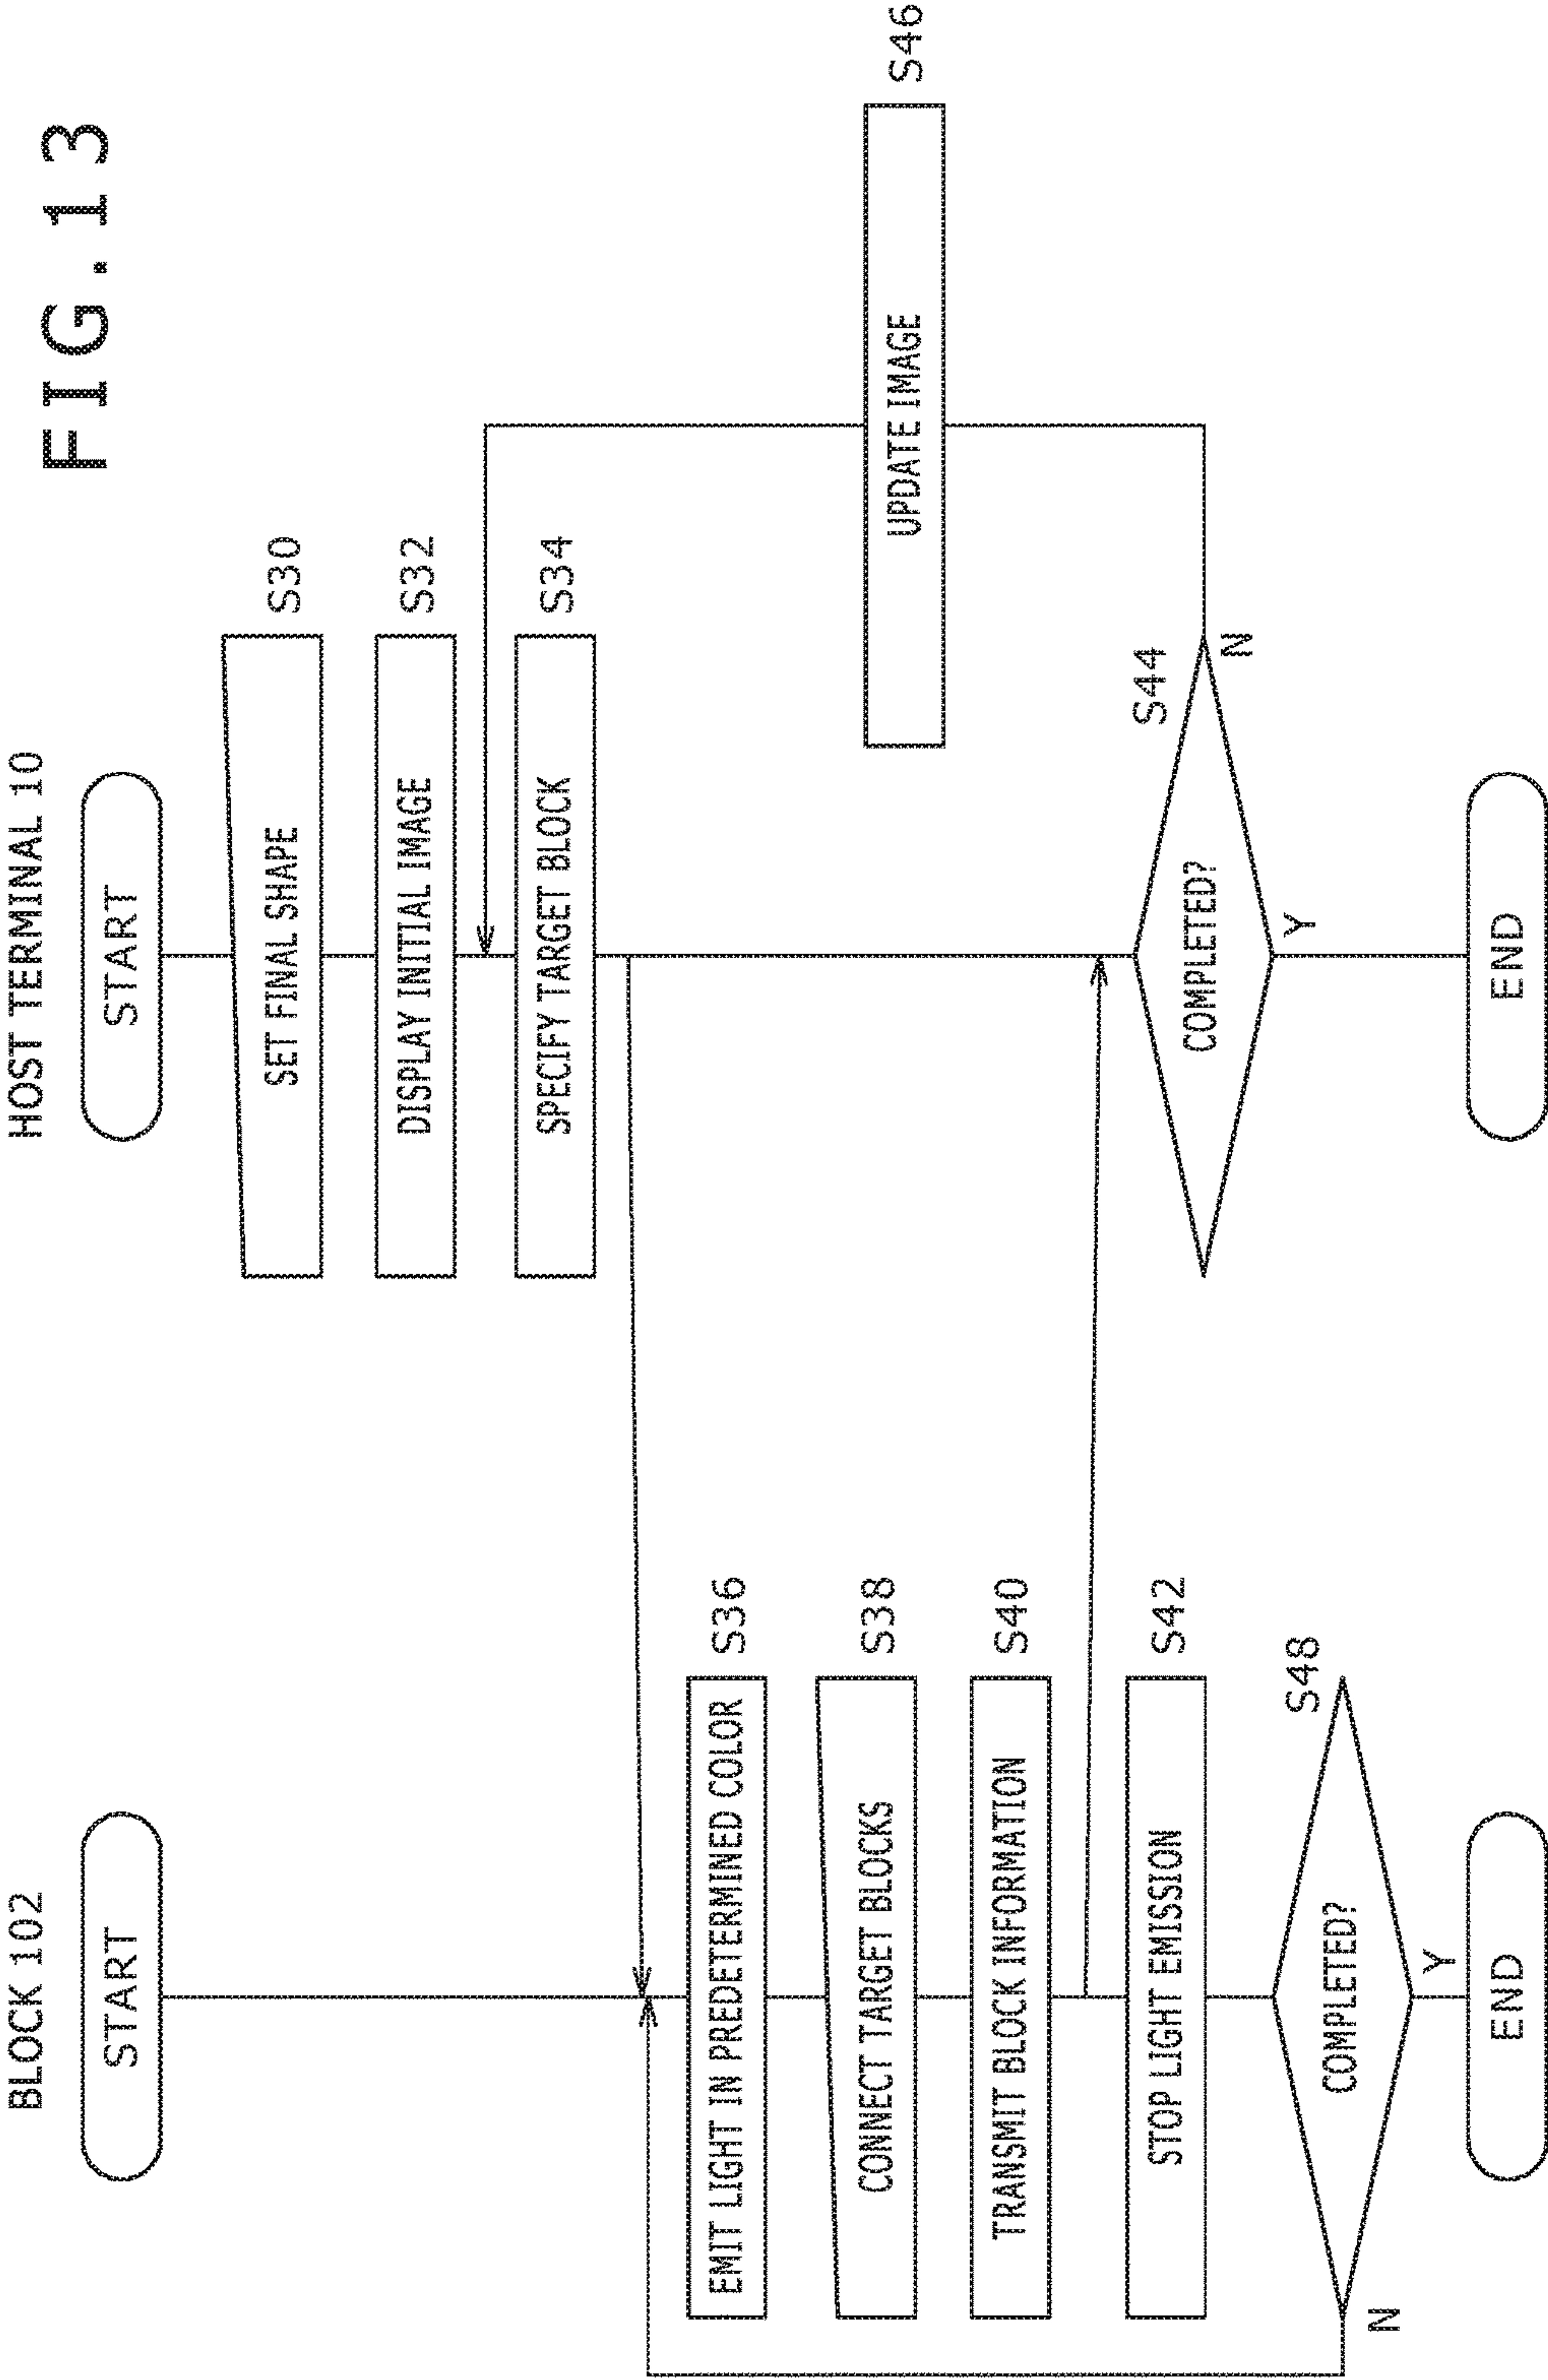 FIG.13
BLOCK 102
START
EMIT LIGHT IN PREDETERMINED COLOR
S36
CONNECT TARGET BLOCKS
S38
TRANSMIT BLOCK INFORMATION
S40
STOP LIGHT EMISSION
S42
COMPLETED?
S48
N
Y
END
HOST TERMINAL 10
START
SET FINAL SHAPE
S30
DISPLAY INITIAL IMAGE
S32
SPECIFY TARGET BLOCK
S34
COMPLETED?
S44
N
Y
UPDATE IMAGE
S46
END